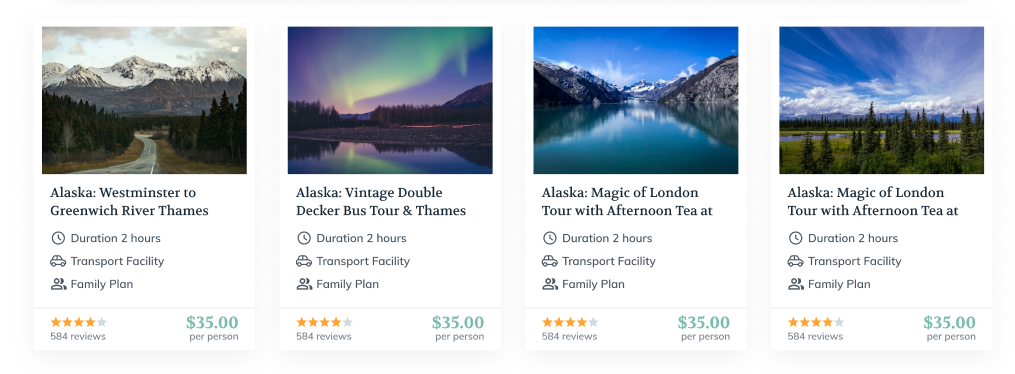 Alaska: Westminster to
Greenwich River Thames
Duration 2 hours
Transport Facility
Family Plan
584 reviews
$35.00
per person
Alaska: Vintage Double
Decker Bus Tour & Thames
Duration 2 hours
Transport Facility
Family Plan
584 reviews
$35.00
per person
Alaska: Magic of London
Tour with Afternoon Tea at
Duration 2 hours
Transport Facility
Family Plan
584 reviews
$35.00
per person
Alaska: Magic of London
Tour with Afternoon Tea at
Duration 2 hours
Transport Facility
Family Plan
584 reviews
$35.00
per person